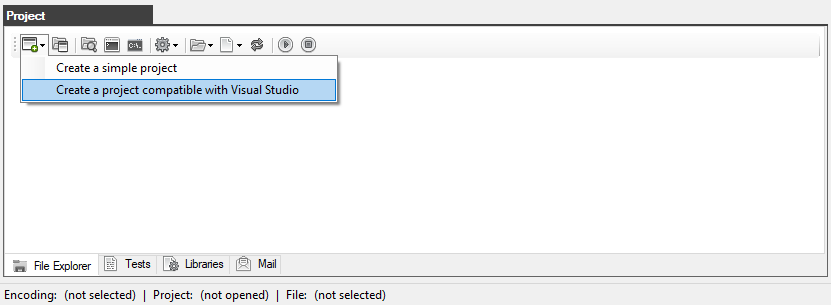 Project
Create a simple project
Create a project compatible with Visual Studio
File Explorer Tests Libraries Mail
Encoding: (not selected) | Project: (not opened) | File: (not selected)